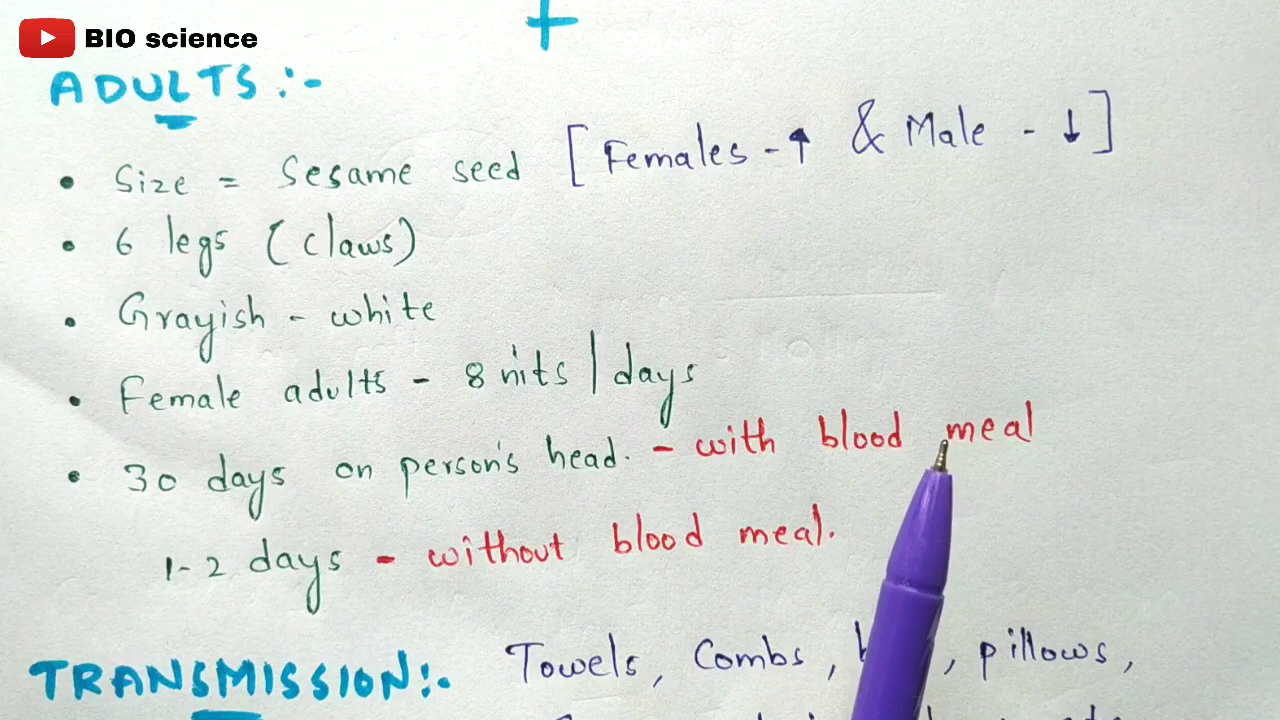 BIO science
ADULTS :-
• Size = Sesame seed [Females - ↑ & Male - ↓]
• 6 legs (claws)
• Grayish - white
• Female adults - 8 nits / days
• 30 days on person's head. - with blood meal
1-2 days - without blood meal.
TRANSMISSION :- Towels, Combs, , pillows,